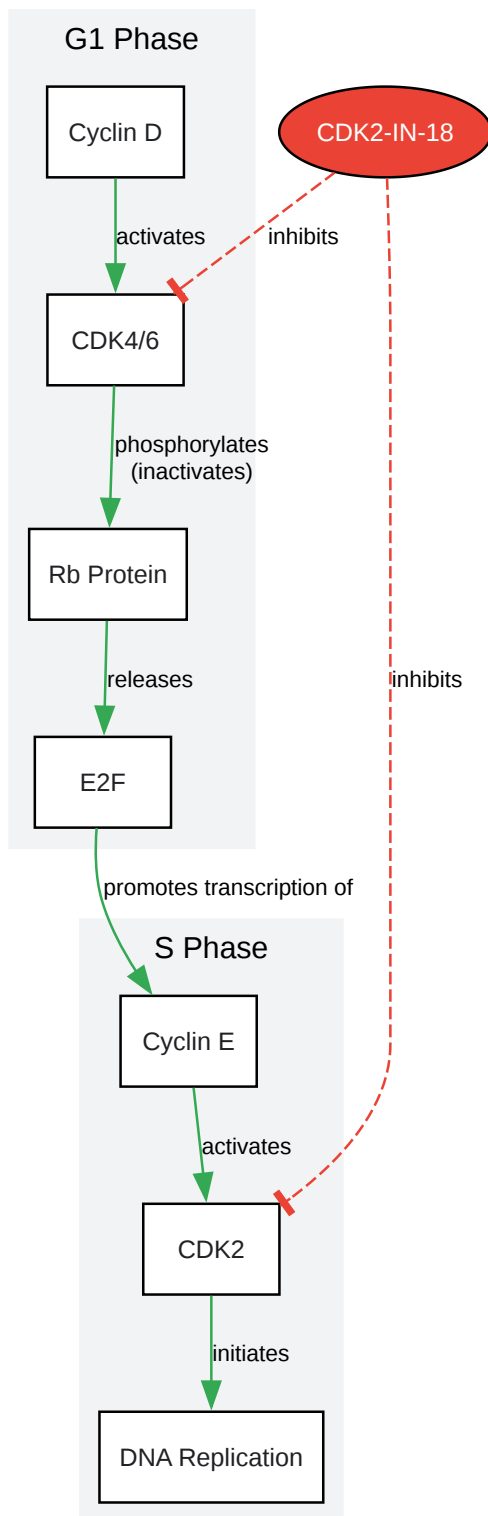 G1 Phase
Cyclin D
CDK2-IN-18
activates
inhibits
CDK4/6
phosphorylates
(inactivates)
Rb Protein
releases
inhibits
E2F
promotes transcription of
S Phase
Cyclin E
activates
CDK2
initiates
DNA Replication